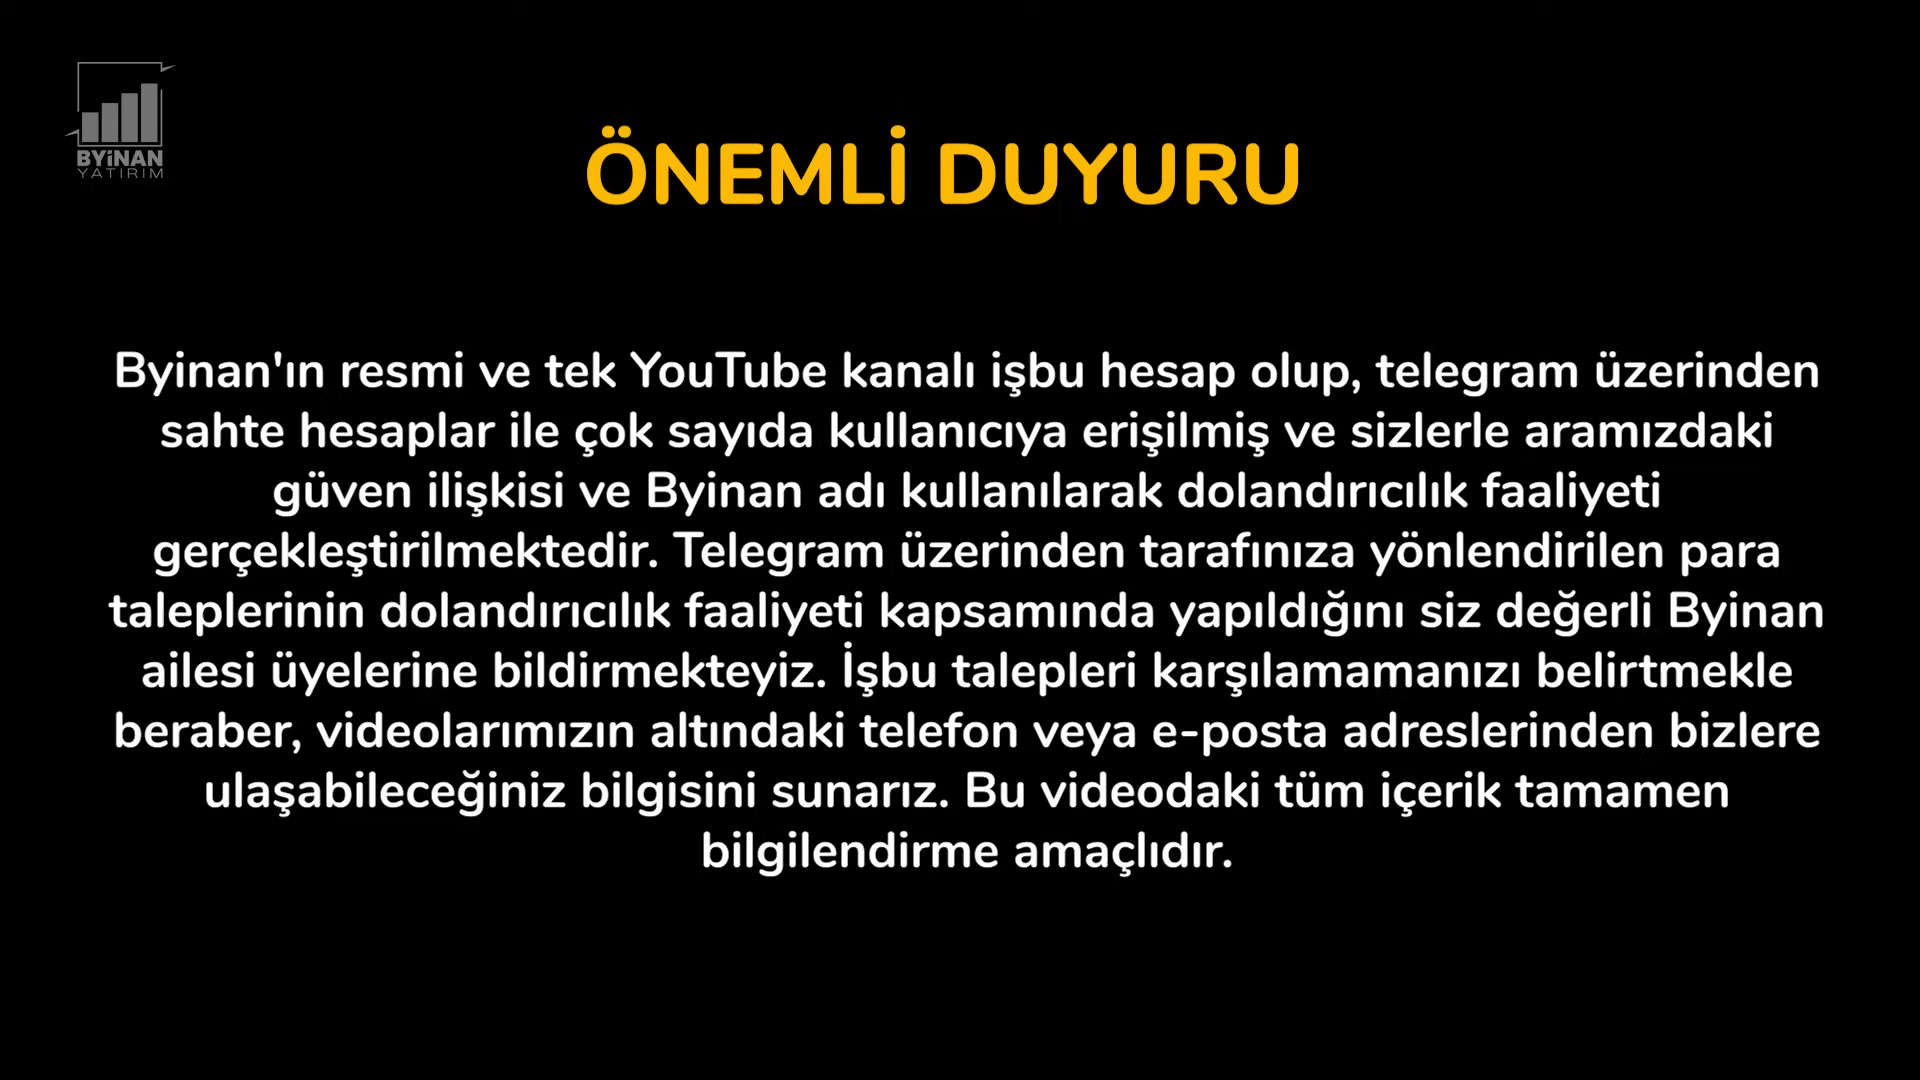 BYİNAN
YATIRIM
ÖNEMLİ DUYURU
Byinan'ın resmi ve tek YouTube kanalı işbu hesap olup, telegram üzerinden
sahte hesaplar ile çok sayıda kullanıcıya erişilmiş ve sizlerle aramızdaki
güven ilişkisi ve Byinan adı kullanılarak dolandırıcılık faaliyeti
gerçekleştirilmektedir. Telegram üzerinden tarafınıza yönlendirilen para
taleplerinin dolandırıcılık faaliyeti kapsamında yapıldığını siz değerli Byinan
ailesi üyelerine bildirmekteyiz. İşbu talepleri karşılamamanızı belirtmekle
beraber, videolarımızın altındaki telefon veya e-posta adreslerinden bizlere
ulaşabileceğiniz bilgisini sunarız. Bu videodaki tüm içerik tamamen
bilgilendirme amaçlıdır.